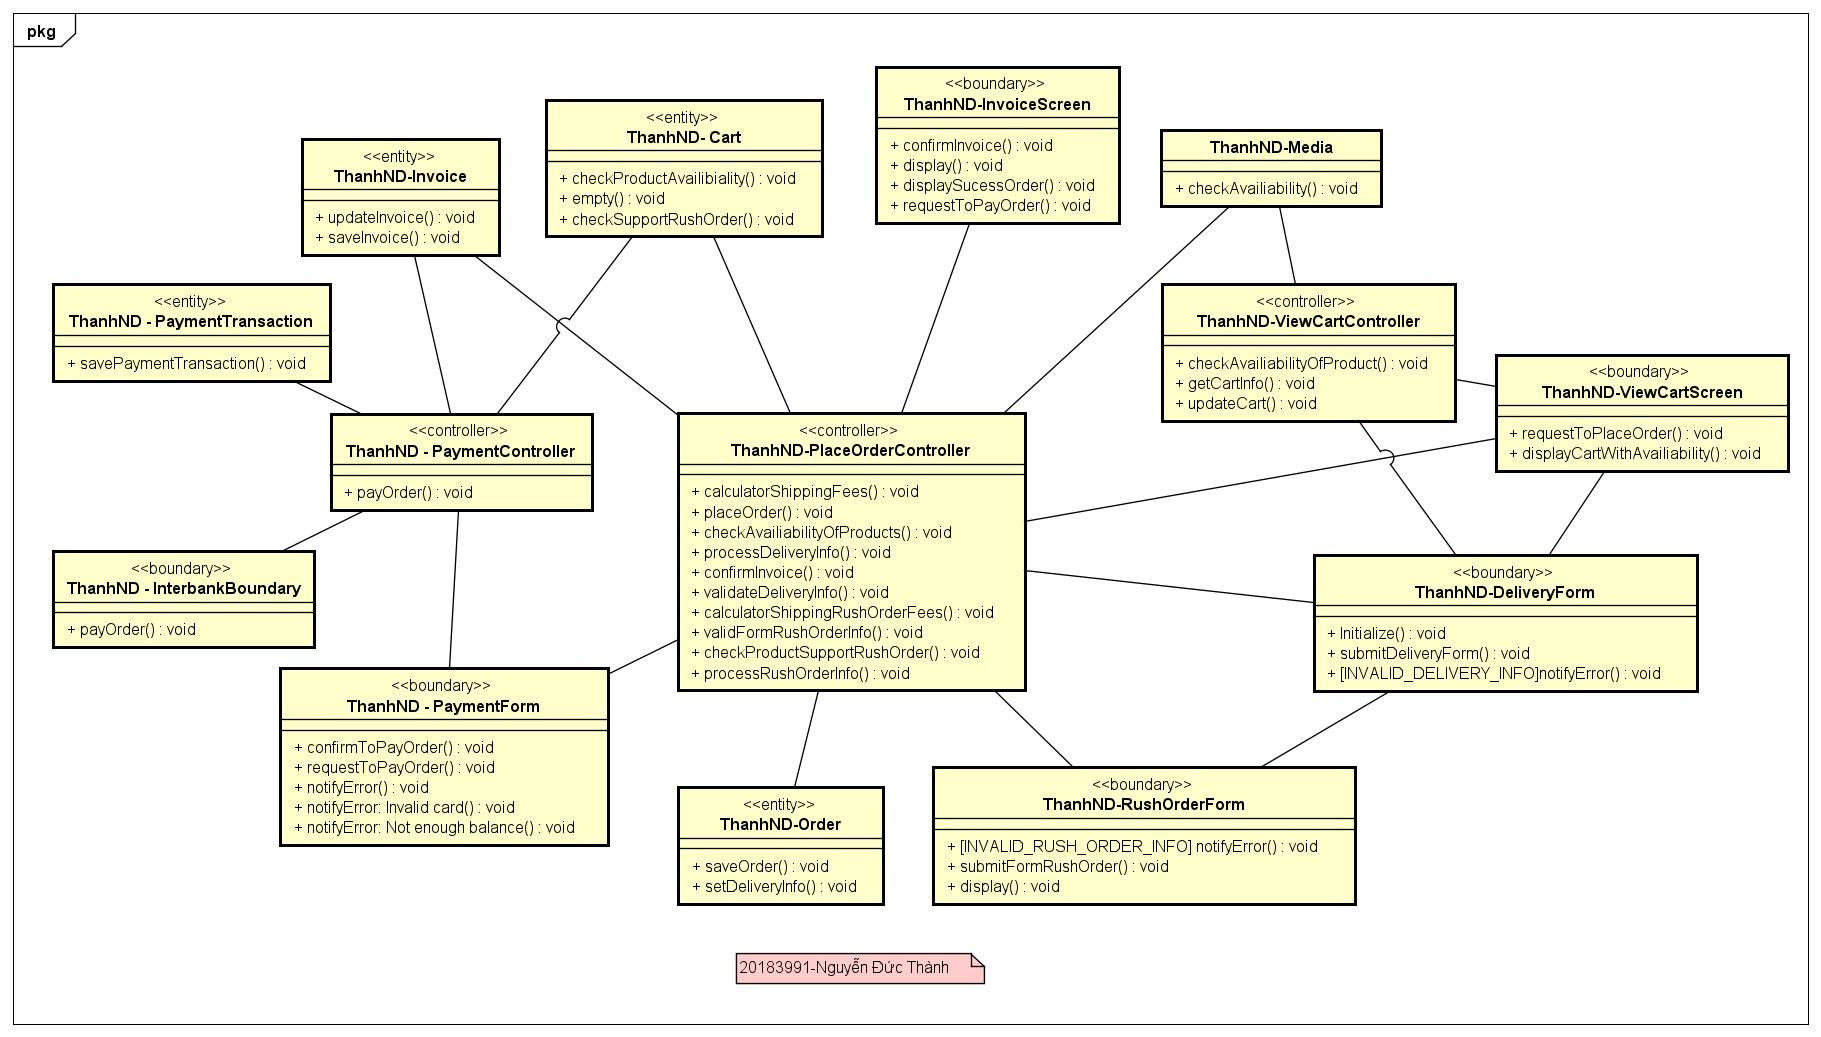 pkg
<<boundary>>
ThanhND-InvoiceScreen
+ confirmInvoice() : void
+ display() : void
+ displaySucessOrder() : void
+ requestToPayOrder() : void
<<entity>>
ThanhND- Cart
+ checkProductAvailibiality() : void
+ empty() : void
+ checkSupportRushOrder() : void
ThanhND-Media
+ checkAvailiability() : void
<<entity>>
ThanhND-Invoice
+ updateInvoice() : void
+ saveInvoice() : void
<<entity>>
ThanhND - PaymentTransaction
+ savePaymentTransaction() : void
<<controller>>
ThanhND-ViewCartController
+ checkAvailiabilityOfProduct() : void
+ getCartInfo() : void
+ updateCart() : void
<<boundary>>
ThanhND-ViewCartScreen
+ requestToPlaceOrder() : void
+ displayCartWithAvailiability() : void
<<controller>>
ThanhND - PaymentController
+ payOrder() : void
<<controller>>
ThanhND-PlaceOrderController
+ calculatorShippingFees() : void
+ placeOrder() : void
+ checkAvailiabilityOfProducts() : void
+ processDeliveryInfo() : void
+ confirmInvoice() : void
+ validateDeliveryInfo() : void
+ calculatorShippingRushOrderFees() : void
+ validFormRushOrderInfo() : void
+ checkProductSupportRushOrder() : void
+ processRushOrderInfo() : void
<<boundary>>
ThanhND - InterbankBoundary
+ payOrder() : void
<<boundary>>
ThanhND-DeliveryForm
+ Initialize() : void
+ submitDeliveryForm() : void
+ [INVALID_DELIVERY_INFO]notifyError() : void
<<boundary>>
ThanhND - PaymentForm
+ confirmToPayOrder() : void
+ requestToPayOrder() : void
+ notifyError() : void
+ notifyError: Invalid card() : void
+ notifyError: Not enough balance() : void
<<entity>>
ThanhND-Order
+ saveOrder() : void
+ setDeliveryInfo() : void
<<boundary>>
ThanhND-RushOrderForm
+ [INVALID_RUSH_ORDER_INFO] notifyError() : void
+ submitFormRushOrder() : void
+ display() : void
20183991-Nguyễn Đức Thành